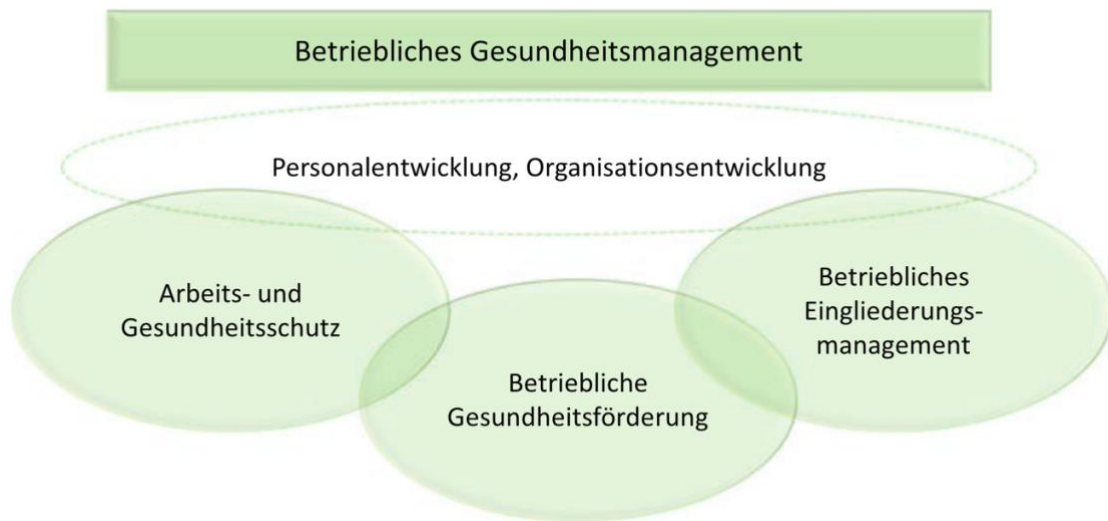 Betriebliches Gesundheitsmanagement
Personalentwicklung, Organisationsentwicklung
Arbeits- und
Gesundheitsschutz
Betriebliche
Gesundheitsförderung
Betriebliches
Eingliederungs-
management